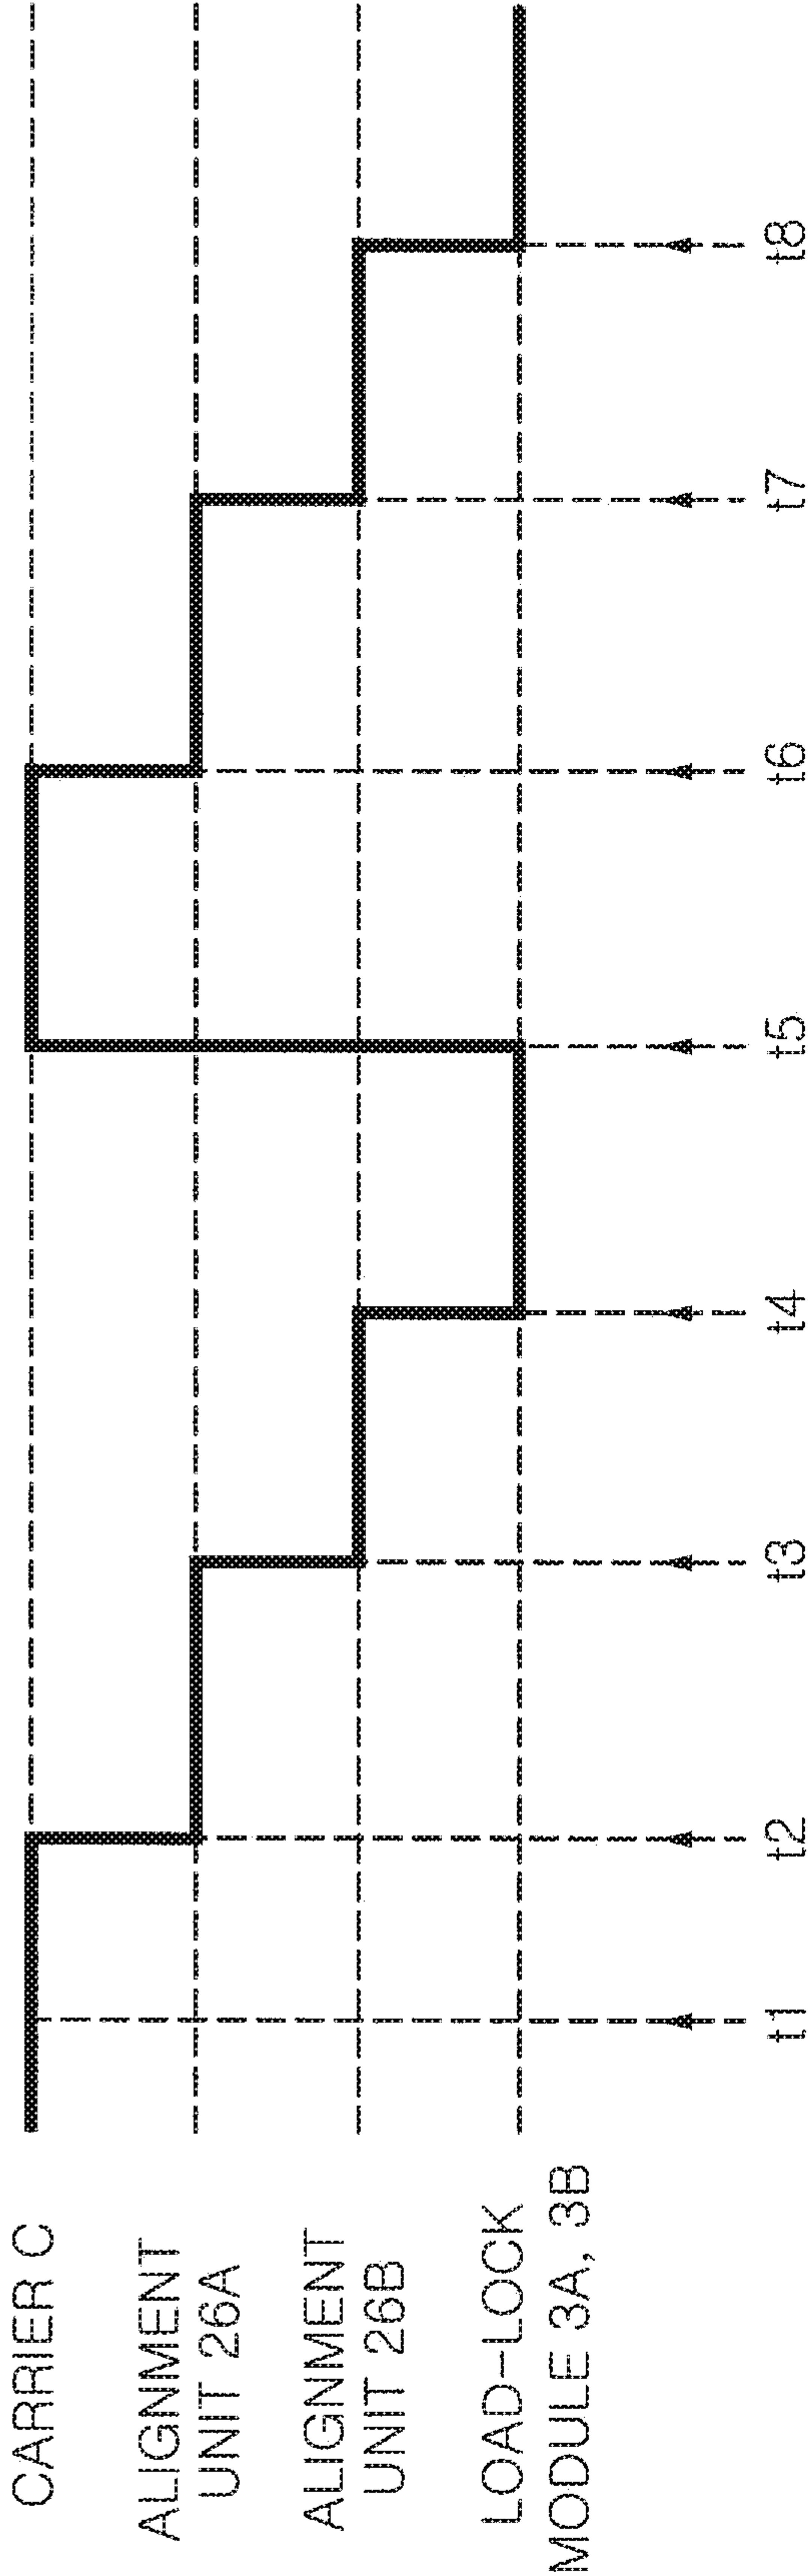 CARRIER C
ALIGNMENT
UNIT 26A
ALIGNMENT
UNIT 26B
LOAD-LOCK
MODULE 3A, 3B
t1
t2
t3
t4
t5
t6
t7
t8